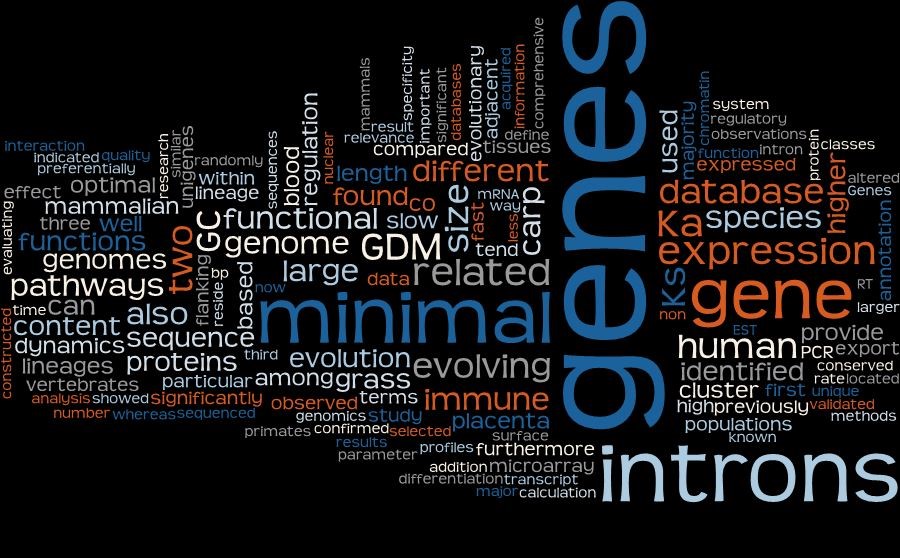 genes
minimal
introns
gene
expression
database
human
Ka
Ks
species
related
evolving
immune
different
functional
genome
GDM
GC
two
size
carp
pathways
genomes
functions
mammalian
optimal
sequence
proteins
large
evolution
grass
among
placenta
identified
cluster
populations
provide
export
used
expressed
higher
majority
chromatin
system
regulatory
observations
function
intron
protein
classes
altered
Genes
annotation
RT
larger
non
EST
PCR
conserved
rate
located
first
unique
high
previously
validated
methods
known
comprehensive
information
acquired
adjacent
evolutionary
databases
significant
important
specificity
mammals
result
relevance
compared
define
tissues
length
found
co
slow
fast
mRNA
way
less
tend
nuclear
regulation
blood
sequences
randomly
within
lineage
unigenes
similar
research
interaction
indicated
quality
preferentially
effect
three
well
evaluating
flanking
bp
reside
based
now
data
can
time
also
content
dynamics
constructed
lineages
vertebrates
third
particular
analysis
showed
significantly
number
whereas
sequenced
observed
terms
genomics
study
primates
confirmed
selected
results
parameter
profiles
surface
furthermore
addition
microarray
differentiation
transcript
major
calculation